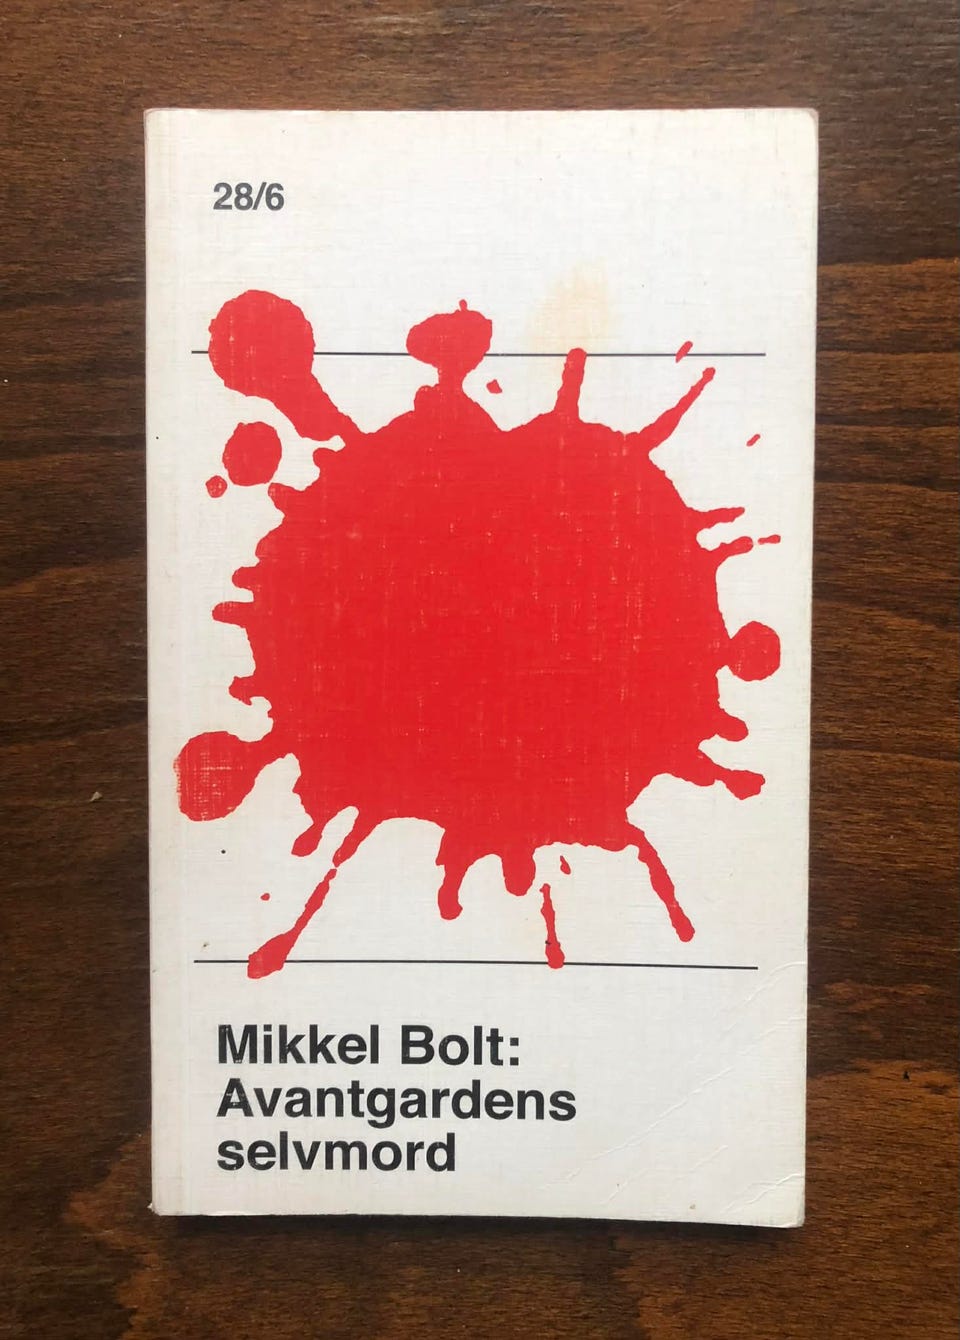 28/6
Mikkel Bolt:
Avantgardens
selvmord